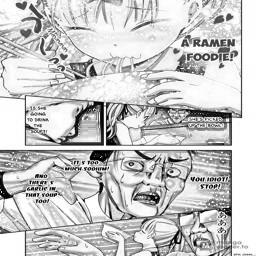 A RAMEN
FOODIE?
IS SHE
GOING
TO DRINK
THE
SOUP?!
SHE PICKED
UP THE BOWL!
IT'S TOO
MUCH SODIUM!
AND
THERE'S
GARLIC IN
THAT SOUP
TOO!
YOU IDIOT!
STOP!